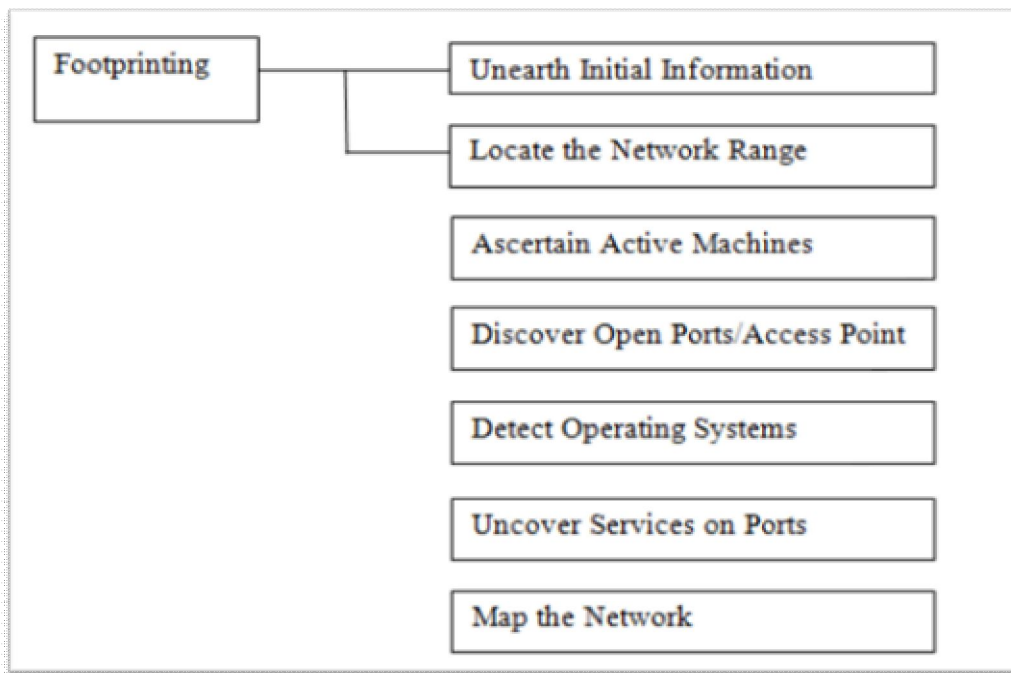 Footprinting
Unearth Initial Information
Locate the Network Range
Ascertain Active Machines
Discover Open Ports/Access Point
Detect Operating Systems
Uncover Services on Ports
Map the Network